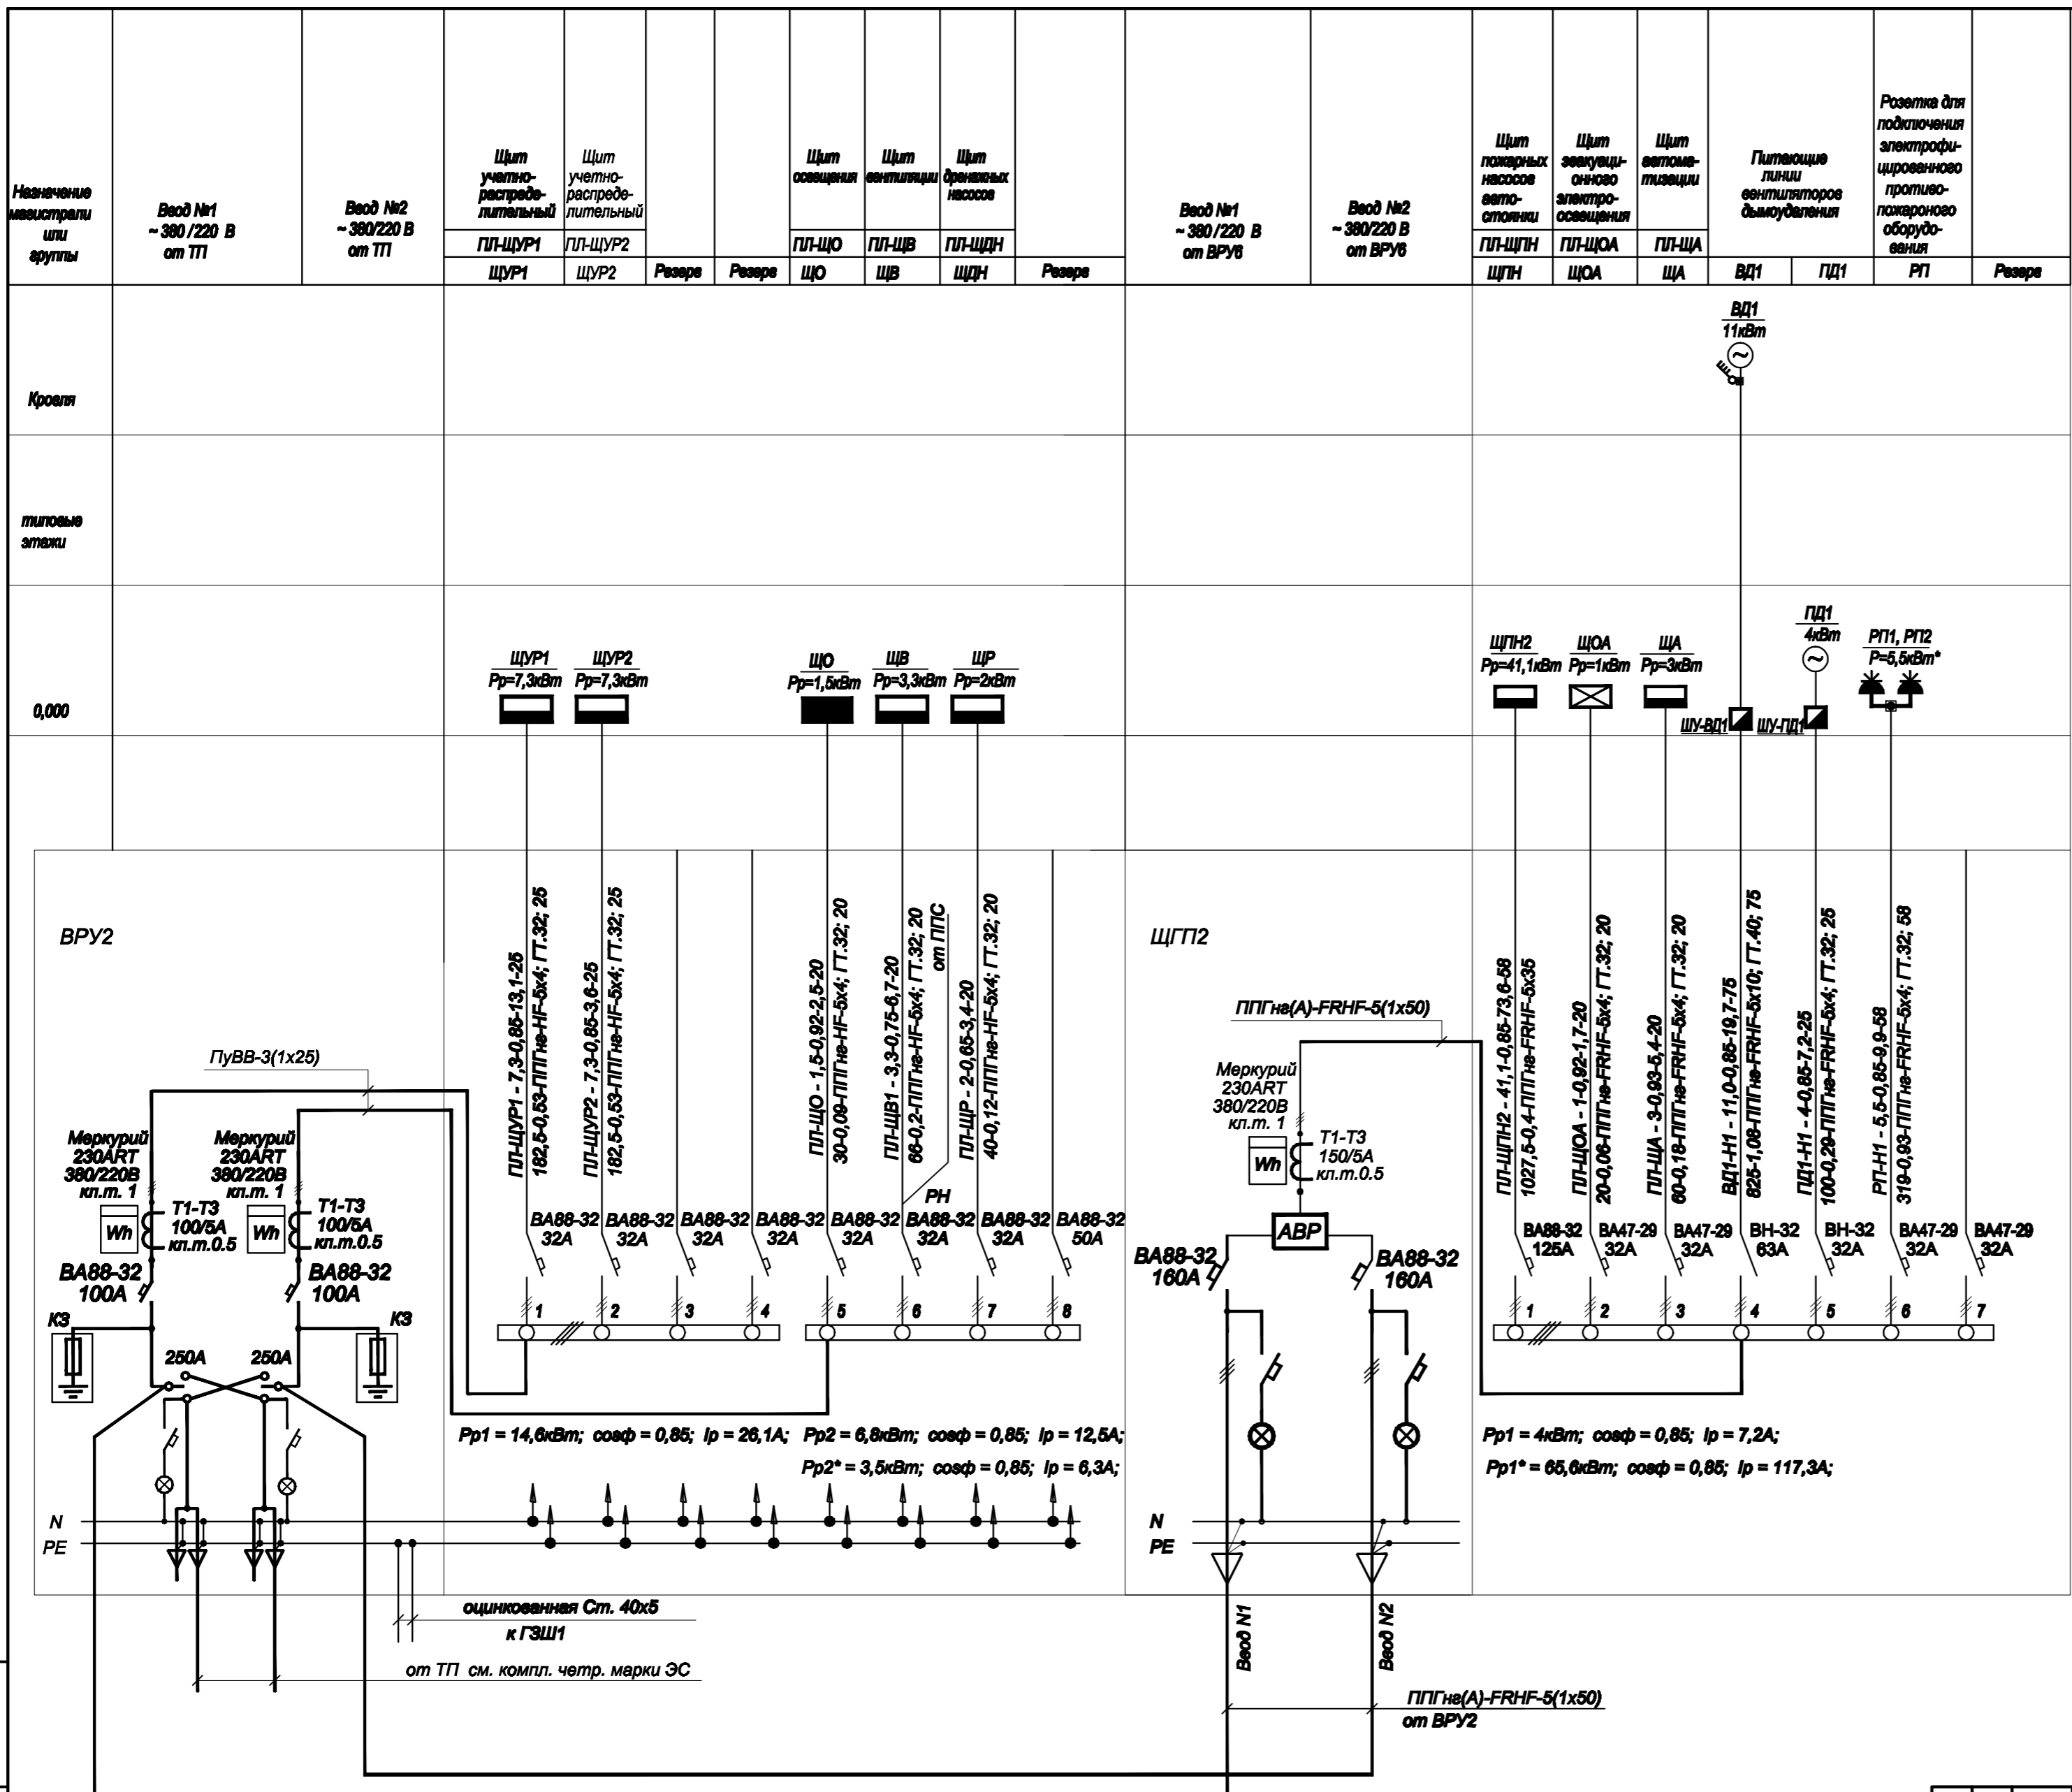 Назначение
магистрали
или
группы
Ввод №1
~ 380 /220 В
от ТП
Ввод №2
~ 380/220 В
от ТП
Щит
учетно-
распреде-
лительный
ПЛ-ЩУР1
ЩУР1
Щит
учетно-
распреде-
лительный
ПЛ-ЩУР2
ЩУР2
Резерв
Резерв
Щит
освещения
ПЛ-ЩО
ЩО
Щит
вентиляции
ПЛ-ЩВ
ЩВ
Щит
дренажных
насосов
ПЛ-ЩДН
ЩДН
Резерв
Ввод №1
~ 380 /220 В
от ВРУ6
Ввод №2
~ 380/220 В
от ВРУ6
Щит
пожарных
насосов
авто-
стоянки
ПЛ-ЩПН
ЩПН
Щит
эвакуаци-
онного
электро-
освещения
ПЛ-ЩОА
ЩОА
Щит
автома-
тизации
ПЛ-ЩА
ЩА
Питающие
линии
вентиляторов
дымоудаления
ВД1
ПД1
Розетка для
подключения
электрофи-
цированного
противо-
пожароного
оборудо-
вания
РП
Резерв
Кровля
ВД1
11кВт
типовые
этажи
0,000
ЩУР1
Рр=7,3кВт
ЩУР2
Рр=7,3кВт
ЩО
Рр=1,5кВт
ЩВ
Рр=3,3кВт
ЩР
Рр=2кВт
ЩПН2
Рр=41,1кВт
ЩОА
Рр=1кВт
ЩА
Рр=3кВт
ШУ-ВД1
ПД1
4кВт
ШУ-ПД1
РП1, РП2
Р=5,5кВт*
ВРУ2
ПуВВ-3(1х25)
Меркурий
230ART
380/220В
кл.т. 1
Wh
Т1-Т3
100/5А
кл.т.0.5
ВА88-32
100А
Меркурий
230ART
380/220В
кл.т. 1
Wh
Т1-Т3
100/5А
кл.т.0.5
ВА88-32
100А
КЗ
КЗ
250А
250А
N
PE
ПЛ-ЩУР1 - 7,3-0,85-13,1-25
182,5-0,53-ППГнг-HF-5х4; ГТ.32; 25
ПЛ-ЩУР2 - 7,3-0,85-3,6-25
182,5-0,53-ППГнг-HF-5х4; ГТ.32; 25
ПЛ-ЩО - 1,5-0,92-2,5-20
30-0,09-ППГнг-HF-5х4; ГТ.32; 20
ПЛ-ЩВ1 - 3,3-0,75-6,7-20
66-0,2-ППГнг-HF-5х4; ГТ.32; 20
от ППС
ПЛ-ЩР - 2-0,65-3,4-20
40-0,12-ППГнг-HF-5х4; ГТ.32; 20
РН
ВА88-32
32А
ВА88-32
32А
ВА88-32
32А
ВА88-32
32А
ВА88-32
32А
ВА88-32
32А
ВА88-32
32А
ВА88-32
50А
1
2
3
4
5
6
7
8
Рр1 = 14,6кВт; cosф = 0,85; Iр = 26,1А;
Рр2 = 6,8кВт; cosф = 0,85; Iр = 12,5А;
Рр2* = 3,5кВт; cosф = 0,85; Iр = 6,3А;
оцинкованная Ст. 40х5
к ГЗШ1
от ТП см. компл. четр. марки ЭС
ЩГП2
ППГнг(А)-FRHF-5(1х50)
Меркурий
230ART
380/220В
кл.т. 1
Wh
Т1-Т3
150/5А
кл.т.0.5
АВР
ВА88-32
160А
ВА88-32
160А
N
PE
Ввод N1
Ввод N2
ППГнг(А)-FRHF-5(1х50)
от ВРУ2
ПЛ-ЩПН2 - 41,1-0,85-73,6-58
1027,5-0,4-ППГнг-FRHF-5х35
ПЛ-ЩОА - 1-0,92-1,7-20
20-0,06-ППГнг-FRHF-5х4; ГТ.32; 20
ПЛ-ЩА - 3-0,93-5,4-20
60-0,18-ППГнг-FRHF-5х4; ГТ.32; 20
ВД1-Н1 - 11,0-0,85-19,7-75
825-1,08-ППГнг-FRHF-5х10; ГТ.40; 75
ПД1-Н1 - 4-0,85-7,2-25
100-0,29-ППГнг-FRHF-5х4; ГТ.32; 25
РП-Н1 - 5,5-0,85-9,9-58
319-0,93-ППГнг-FRHF-5х4; ГТ.32; 58
ВА88-32
125А
ВА47-29
32А
ВА47-29
32А
ВН-32
63А
ВН-32
32А
ВА47-29
32А
ВА47-29
32А
1
2
3
4
5
6
7
Рр1 = 4кВт; cosф = 0,85; Iр = 7,2А;
Рр1* = 65,6кВт; cosф = 0,85; Iр = 117,3А;